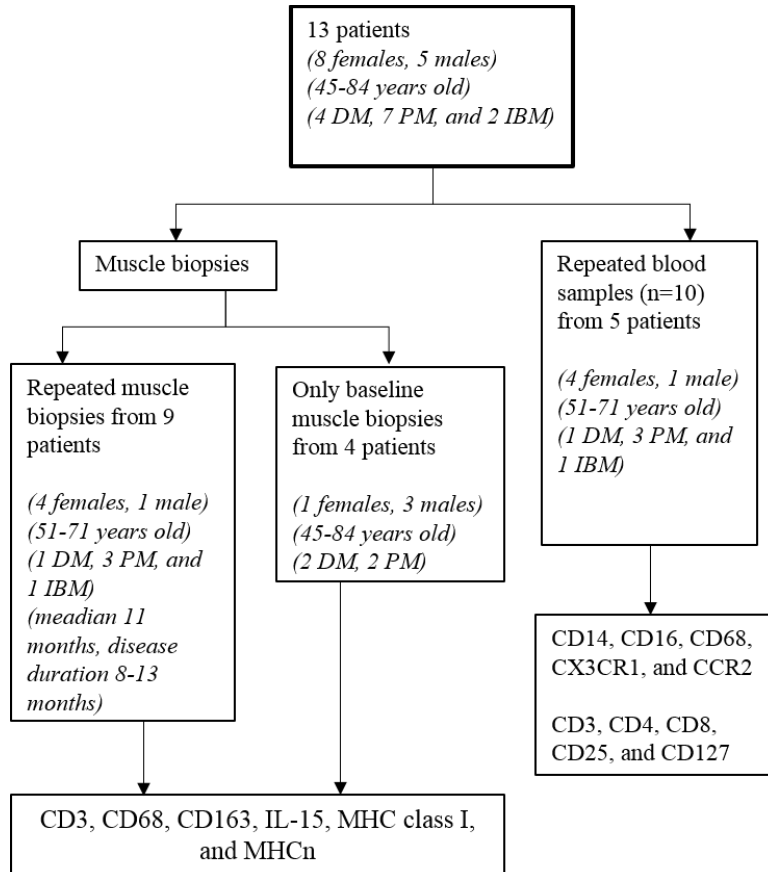 13 patients
(8 females, 5 males)
(45-84 years old)
(4 DM, 7 PM, and 2 IBM)
Muscle biopsies
Repeated blood
samples (n=10)
from 5 patients
(4 females, 1 male)
(51-71 years old)
(1 DM, 3 PM, and
1 IBM)
Repeated muscle
biopsies from 9
patients
(4 females, 1 male)
(51-71 years old)
(1 DM, 3 PM, and
1 IBM)
(meadian 11
months, disease
duration 8-13
months)
Only baseline
muscle biopsies
from 4 patients
(1 females, 3 males)
(45-84 years old)
(2 DM, 2 PM)
CD14, CD16, CD68,
CX3CR1, and CCR2
CD3, CD4, CD8,
CD25, and CD127
CD3, CD68, CD163, IL-15, MHC class I,
and MHCn